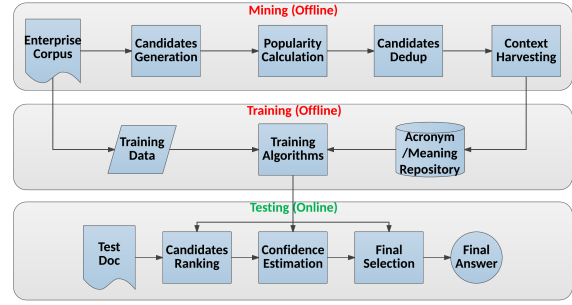 Mining (Offline)
Enterprise
Corpus
Candidates
Generation
Popularity
Calculation
Candidates
Dedup
Context
Harvesting
Training (Offline)
Training
Data
Training
Algorithms
Acronym
/Meaning
Repository
Testing (Online)
Test
Doc
Candidates
Ranking
Confidence
Estimation
Final
Selection
Final
Answer